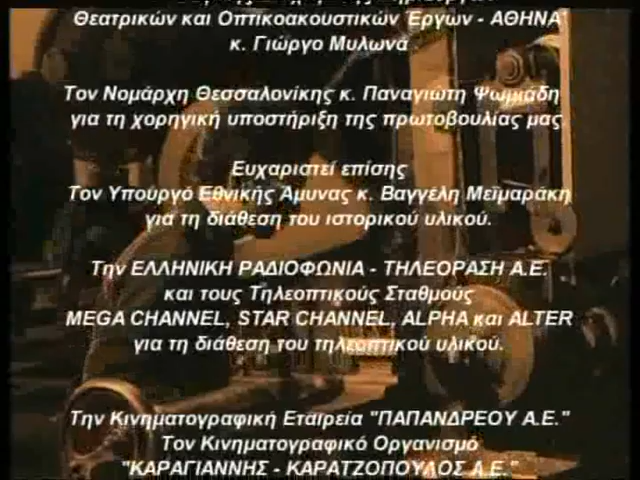 Θεατρικών και Οπτικοακουστικών Έργων - ΑΘΗΝΑ"
κ. Γιώργο Μυλωνά
Τον Νομάρχη Θεσσαλονίκης κ. Παναγιώτη Ψωμιάδη
για τη χορηγική υποστήριξη της πρωτοβουλίας μας.
Ευχαριστεί επίσης
Τον Υπουργό Εθνικής Άμυνας κ. Βαγγέλη Μεϊμαράκη
για τη διάθεση του ιστορικού υλικού.
Την ΕΛΛΗΝΙΚΗ ΡΑΔΙΟΦΩΝΙΑ - ΤΗΛΕΟΡΑΣΗ Α.Ε.
και τους Τηλεοπτικούς Σταθμούς
MEGA CHANNEL, STAR CHANNEL, ALPHA και ALTER
για τη διάθεση του τηλεοπτικού υλικού.
Την Κινηματογραφική Εταιρεία "ΠΑΠΑΝΔΡΕΟΥ Α.Ε."
Τον Κινηματογραφικό Οργανισμό
"ΚΑΡΑΓΙΑΝΝΗΣ - ΚΑΡΑΤΖΟΠΟΥΛΟΣ Α.Ε."